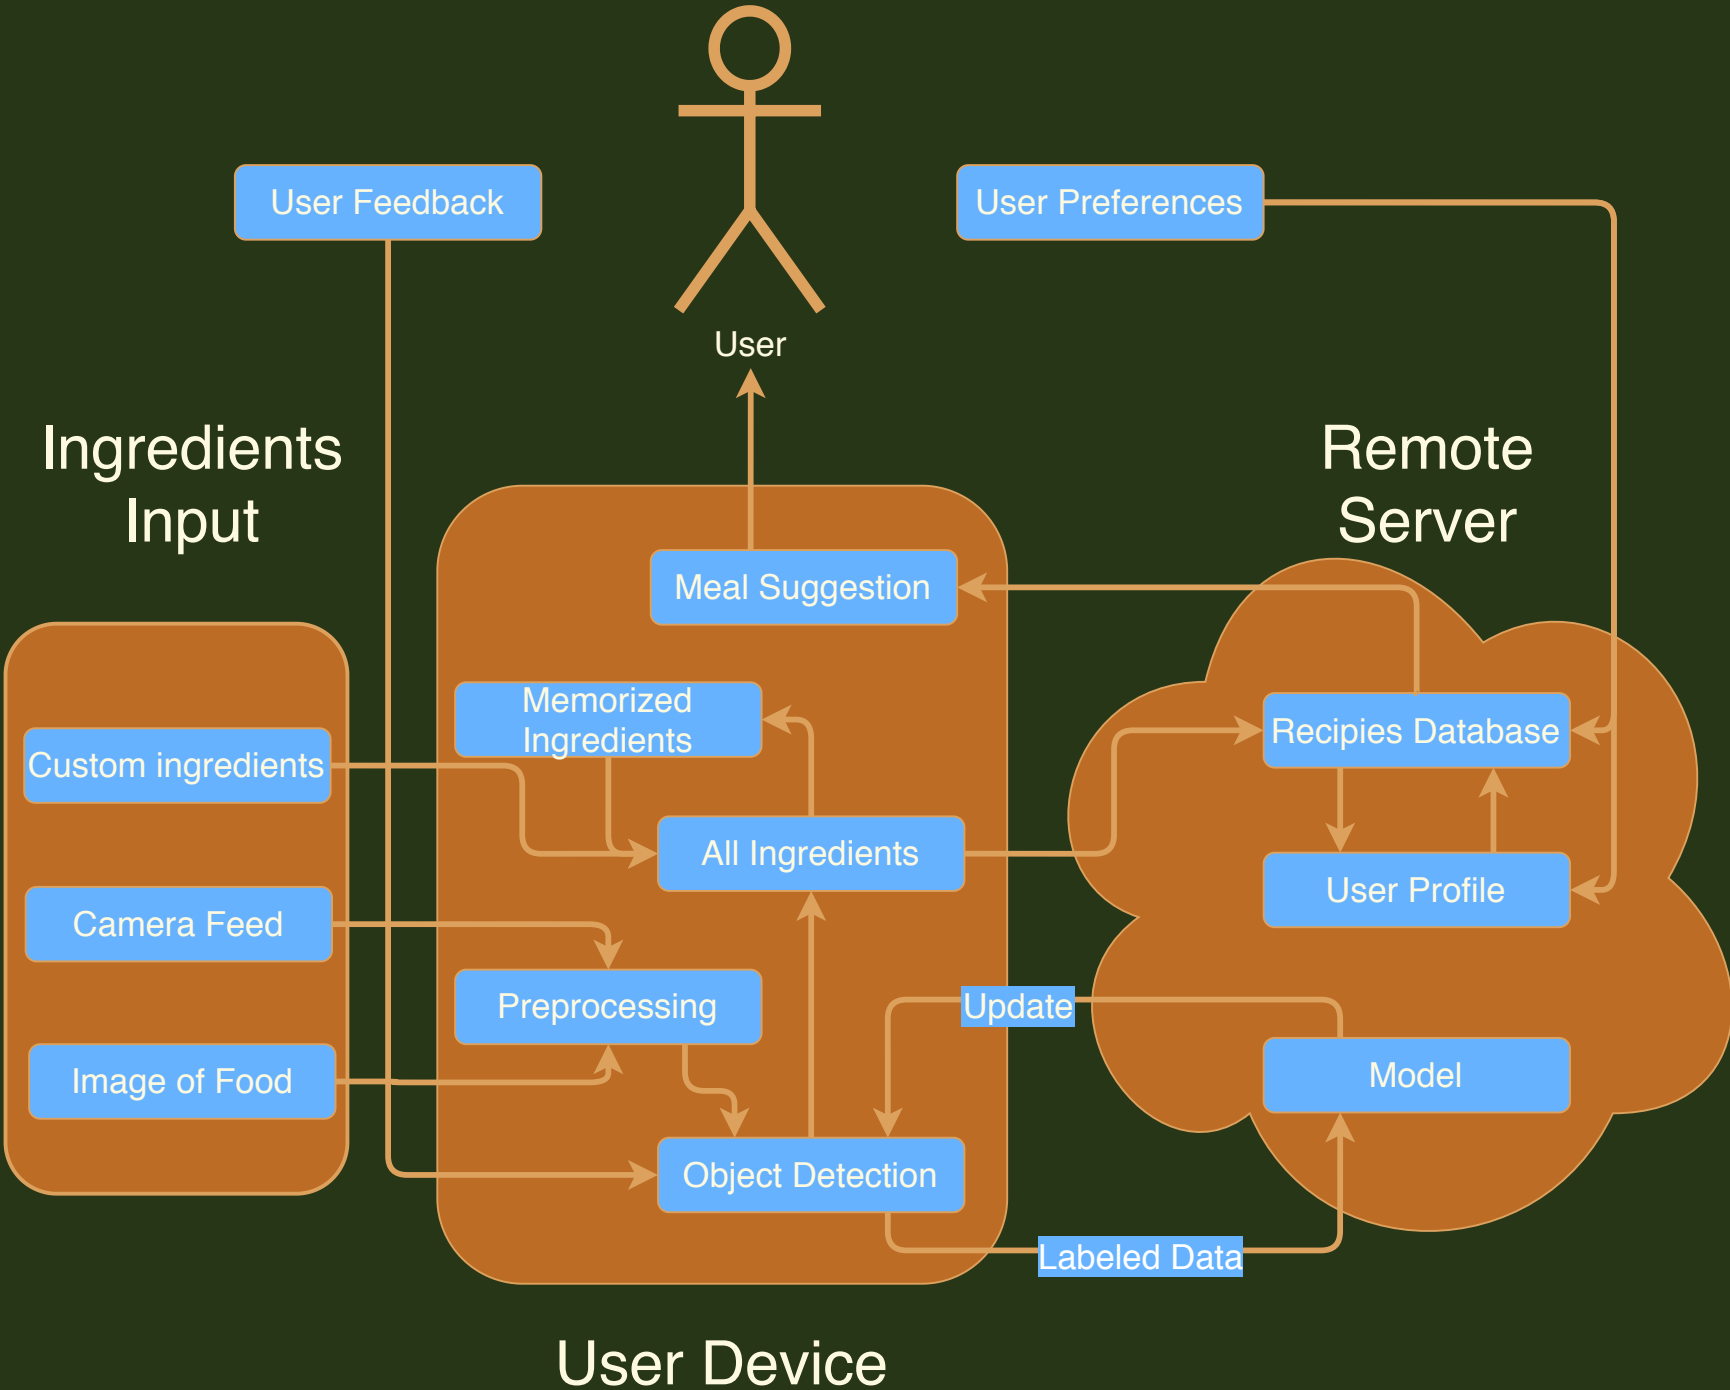 User Feedback
User Preferences
User
Ingredients
Input
Remote
Server
Meal Suggestion
Memorized
Ingredients
Recipies Database
Custom ingredients
All Ingredients
User Profile
Camera Feed
Preprocessing
Update
Image of Food
Model
Object Detection
Labeled Data
User Device